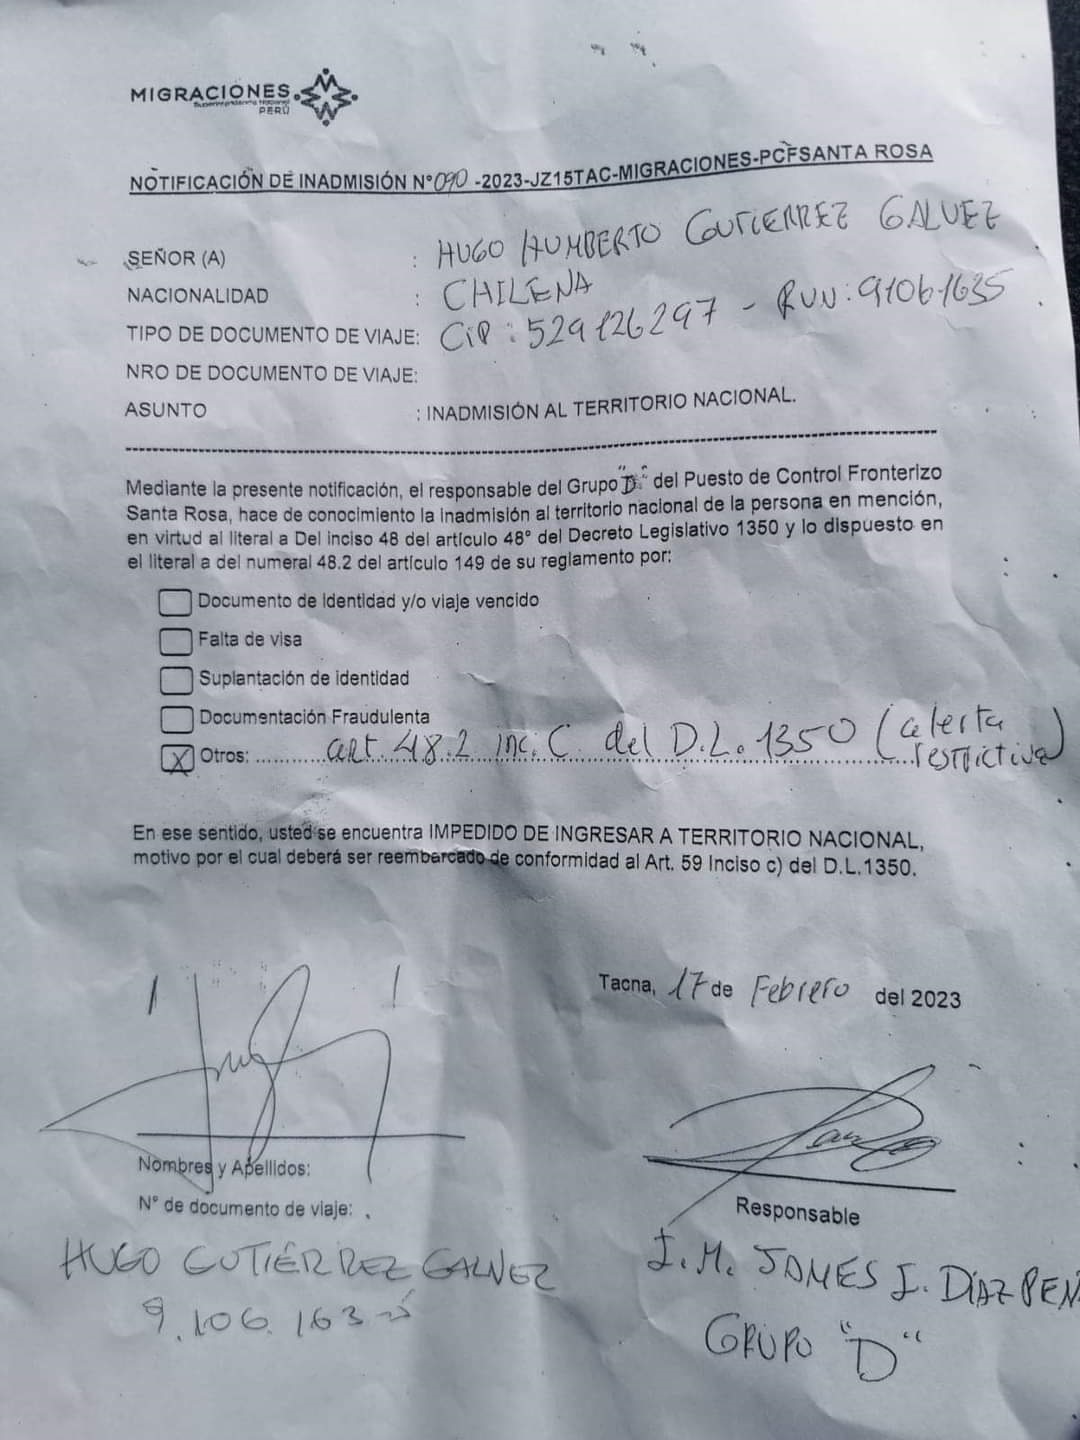 MIGRACIONES
Superintendencia Nacional
PERÚ
NOTIFICACIÓN DE INADMISIÓN N° 090 -2023-JZ15TAC-MIGRACIONES-PCFSANTA ROSA
SEÑOR (A) : HUGO HUMBERTO GUTIERREZ GALVEZ
NACIONALIDAD : CHILENA
TIPO DE DOCUMENTO DE VIAJE: CIP : 529126297 - RUN: 91061635
NRO DE DOCUMENTO DE VIAJE:
ASUNTO : INADMISIÓN AL TERRITORIO NACIONAL.
Mediante la presente notificación, el responsable del Grupo "D" del Puesto de Control Fronterizo
Santa Rosa, hace de conocimiento la inadmisión al territorio nacional de la persona en mención,
en virtud al literal a Del inciso 48 del artículo 48° del Decreto Legislativo 1350 y lo dispuesto en
el literal a del numeral 48.2 del artículo 149 de su reglamento por:
Documento de Identidad y/o viaje vencido
Falta de visa
Suplantación de identidad
Documentación Fraudulenta
X Otros: ............art. 48.2 inc. C del D.L. 1350 (alerta
restrictiva)
En ese sentido, usted se encuentra IMPEDIDO DE INGRESAR A TERRITORIO NACIONAL,
motivo por el cual deberá ser reembarcado de conformidad al Art. 59 Inciso c) del D.L.1350.
Tacna, 17 de Febrero del 2023
Nombres y Apellidos:
N° de documento de viaje:
Responsable
HUGO GUTIÉRREZ GALVEZ
9.106.163-5
I.M. JAMES I. DÍAZ PEÑ
GRUPO "D"